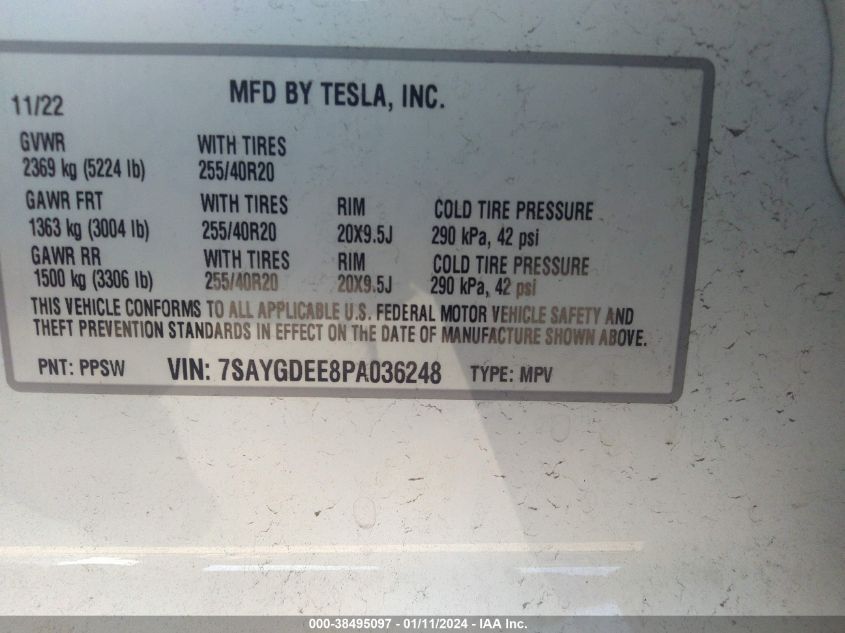 11/22 MFD BY TESLA, INC.
GVWR WITH TIRES
2369 kg (5224 lb) 255/40R20
GAWR FRT WITH TIRES RIM COLD TIRE PRESSURE
1363 kg (3004 lb) 255/40R20 20X9.5J 290 kPa, 42 psi
GAWR RR WITH TIRES RIM COLD TIRE PRESSURE
1500 kg (3306 lb) 255/40R20 20X9.5J 290 kPa, 42 psi
THIS VEHICLE CONFORMS TO ALL APPLICABLE U.S. FEDERAL MOTOR VEHICLE SAFETY AND
THEFT PREVENTION STANDARDS IN EFFECT ON THE DATE OF MANUFACTURE SHOWN ABOVE.
PNT: PPSW VIN: 7SAYGDEE8PA036248 TYPE: MPV
000-38495097 - 01/11/2024 - IAA Inc.